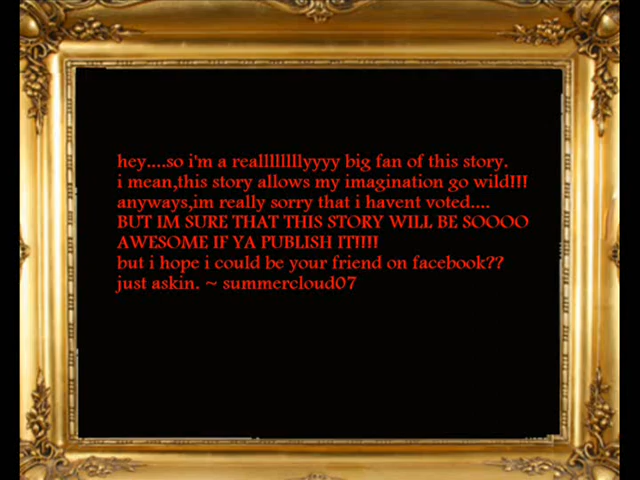 hey....so i'm a reallllllllyyyy big fan of this story.
i mean,this story allows my imagination go wild!!!
anyways,im really sorry that i havent voted....
BUT IM SURE THAT THIS STORY WILL BE SOOOO
AWESOME IF YA PUBLISH IT!!!!
but i hope i could be your friend on facebook??
just askin. ~ summercloud07